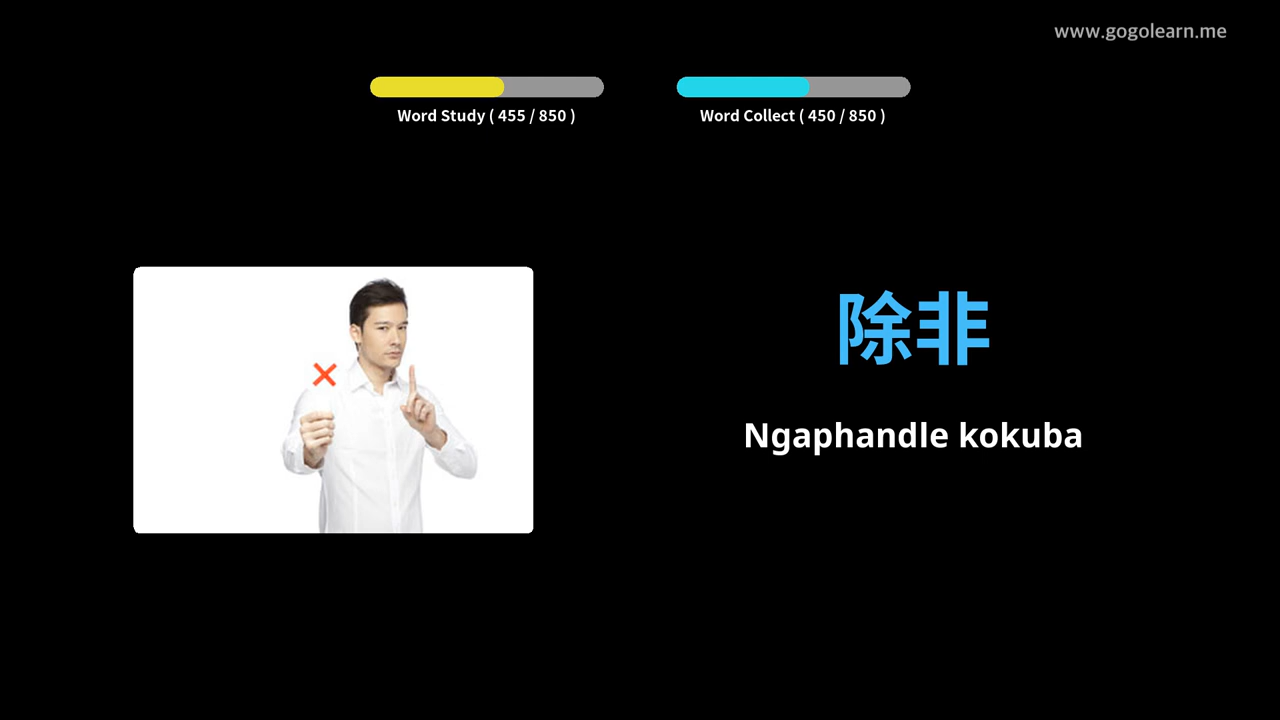 www.gogolearn.me
Word Study ( 455 / 850 )
Word Collect ( 450 / 850 )
除非
Ngaphandle kokuba